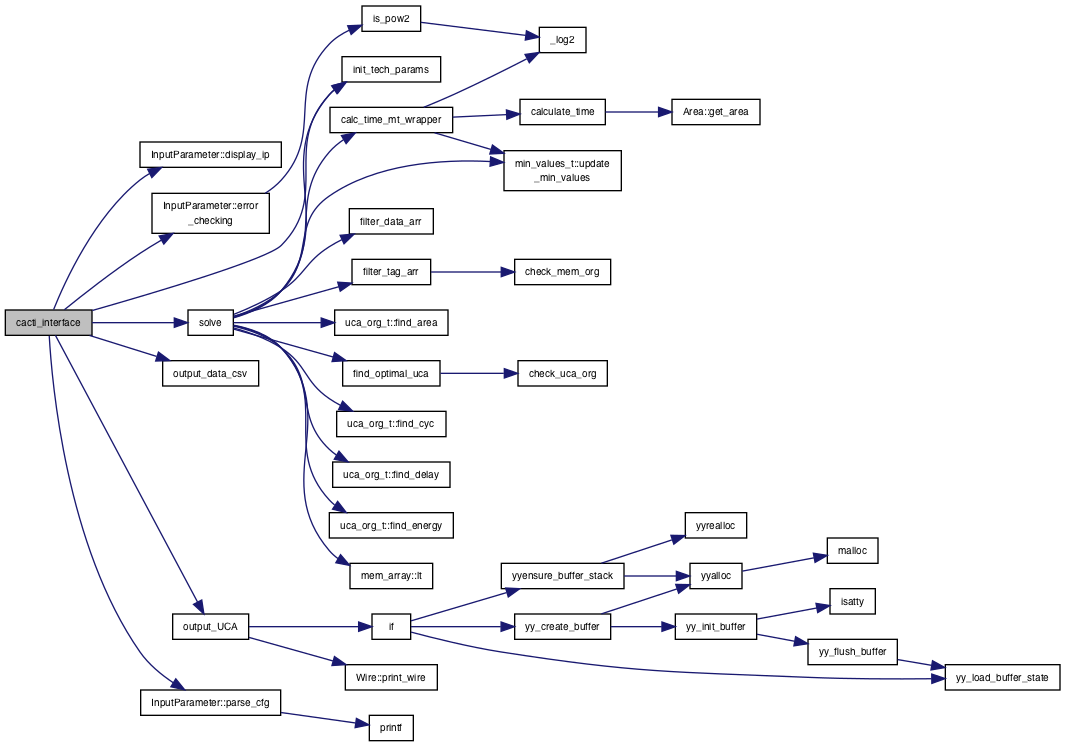 is_pow2
_log2
init_tech_params
calc_time_mt_wrapper
calculate_time
Area::get_area
InputParameter::display_ip
min_values_t::update
_min_values
InputParameter::error
_checking
filter_data_arr
filter_tag_arr
check_mem_org
cacti_interface
solve
uca_org_t::find_area
output_data_csv
find_optimal_uca
check_uca_org
uca_org_t::find_cyc
uca_org_t::find_delay
uca_org_t::find_energy
yyrealloc
mem_array::lt
yyensure_buffer_stack
yyalloc
malloc
isatty
output_UCA
if
yy_create_buffer
yy_init_buffer
yy_flush_buffer
Wire::print_wire
yy_load_buffer_state
InputParameter::parse_cfg
printf